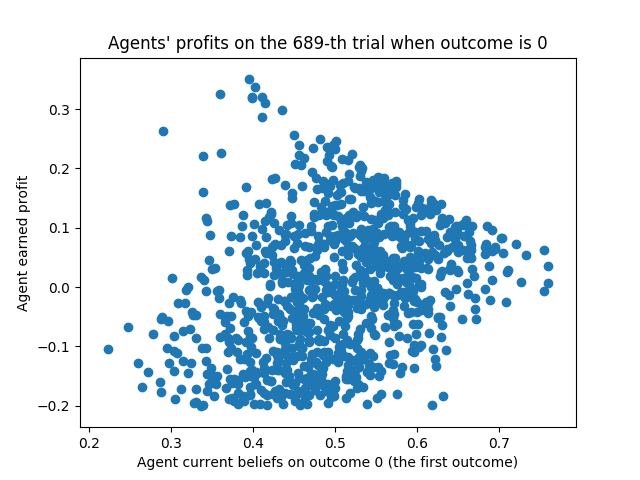 Agents' profits on the 689-th trial when outcome is 0
0.3
0.2
0.1
0.0
−0.1
−0.2
Agent earned profit
0.2 0.3 0.4 0.5 0.6 0.7
Agent current beliefs on outcome 0 (the first outcome)